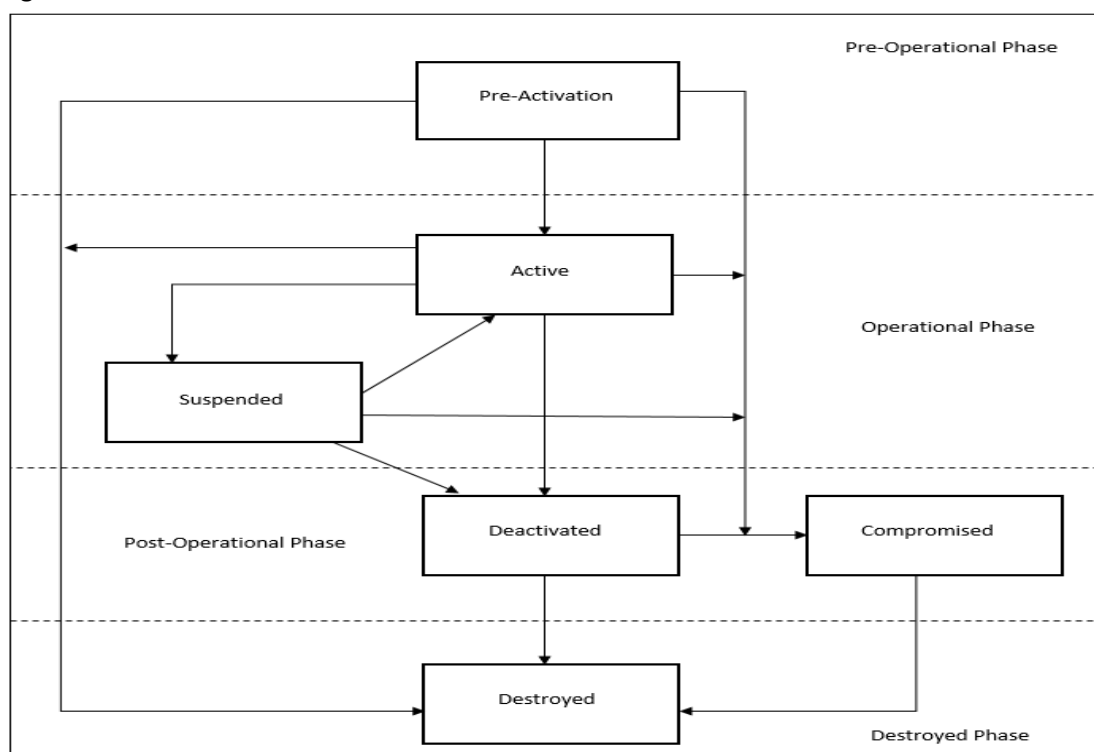 Pre-Operational Phase
Pre-Activation
Active
Operational Phase
Suspended
Deactivated
Compromised
Post-Operational Phase
Destroyed
Destroyed Phase